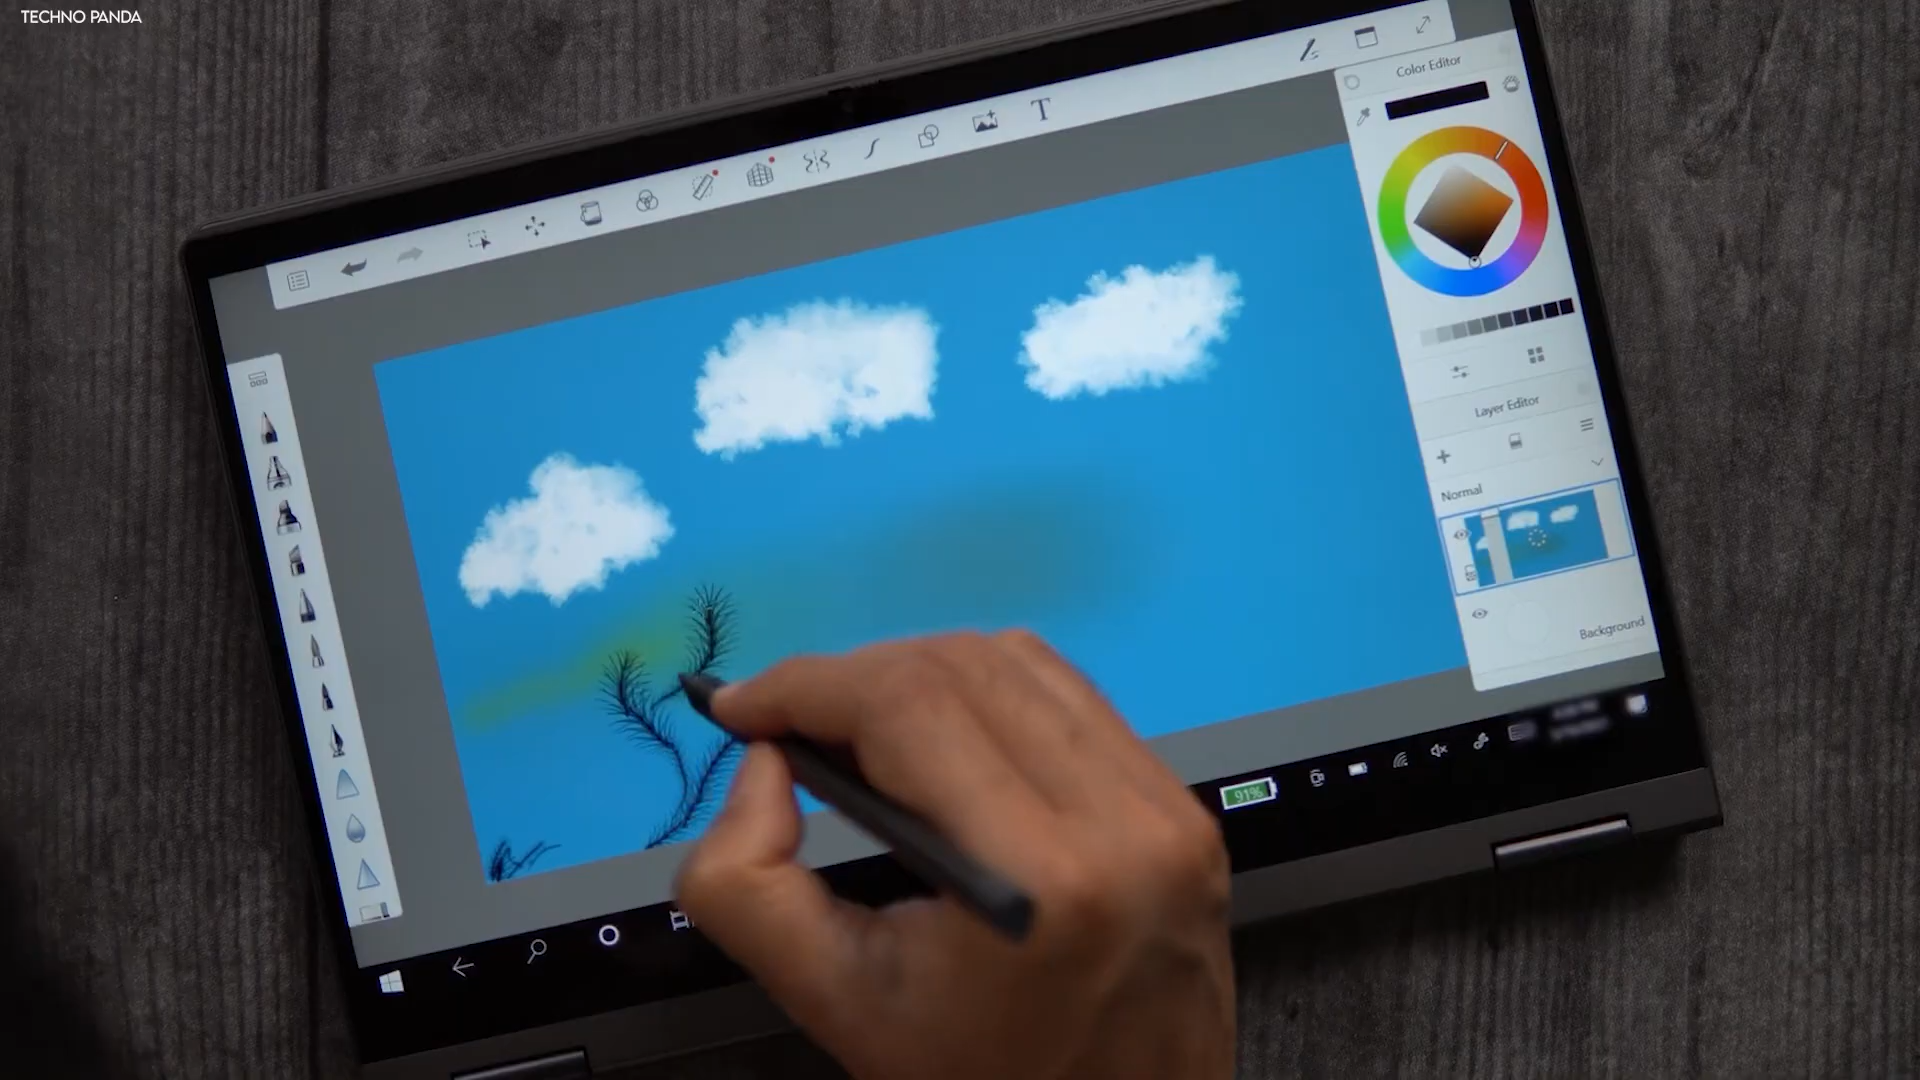 TECHNO PANDA
T
Color Editor
Layer Editor
Normal
Background
91%